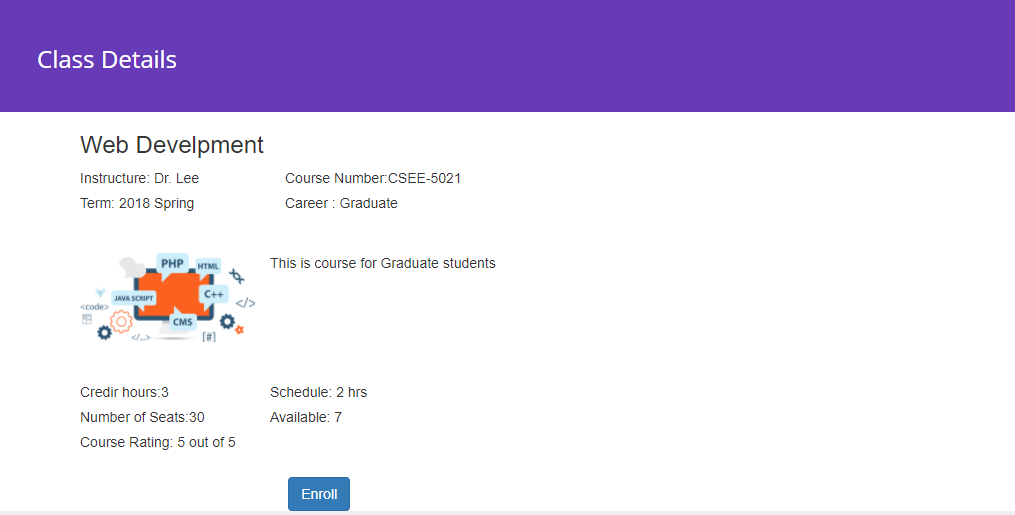 Class Details
Web Develpment
Instructure: Dr. Lee
Course Number:CSEE-5021
Term: 2018 Spring
Career : Graduate
PHP
HTML
This is course for Graduate students
JAVA SCRIPT
C++
<code>
</>
CMS
</...>
[#]
Credir hours:3
Schedule: 2 hrs
Number of Seats:30
Available: 7
Course Rating: 5 out of 5
Enroll